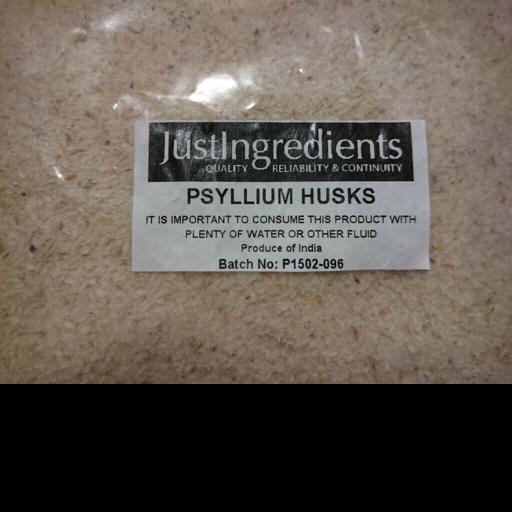 JustIngredients
QUALITY RELIABILITY & CONTINUITY
PSYLLIUM HUSKS
IT IS IMPORTANT TO CONSUME THIS PRODUCT WITH
PLENTY OF WATER OR OTHER FLUID
Produce of India
Batch No: P1502-096